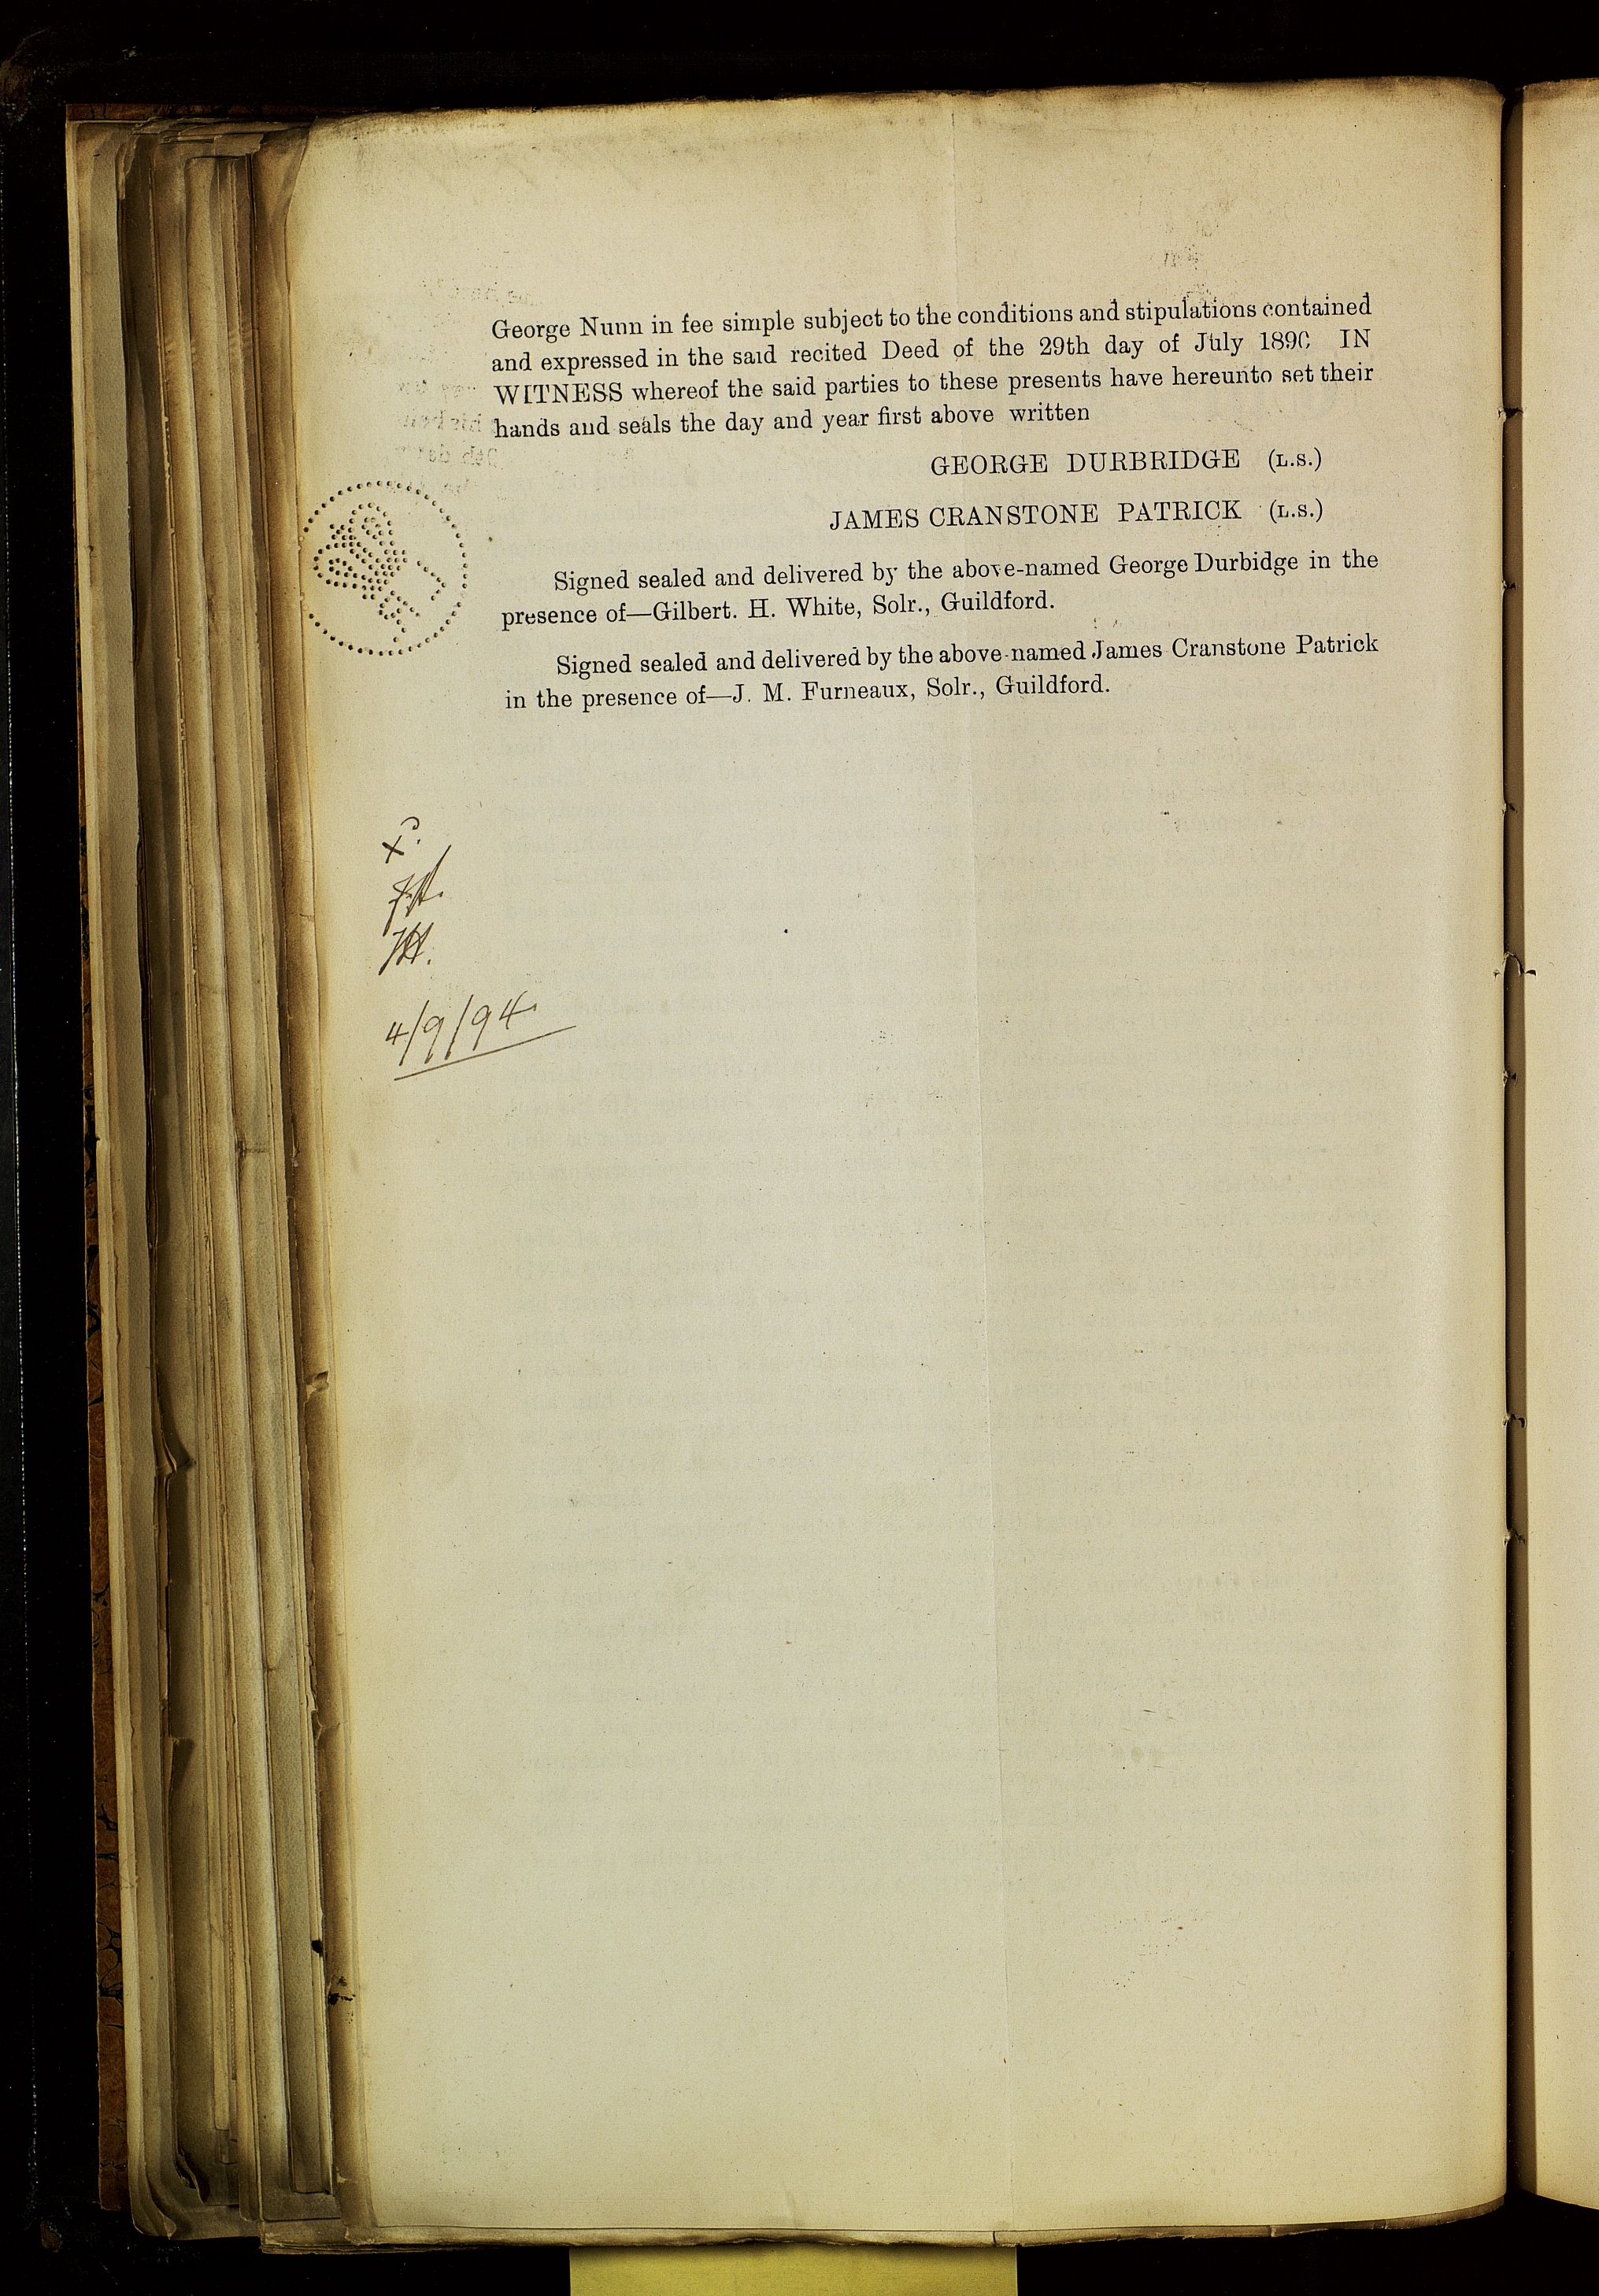 George Nunn in fee simple subject to the conditions and stipulations contained
and expressed in the said recited Deed of the 29th day of July 1890 IN
WITNESS whereof the said parties to these presents have hereunto set their
hands and seals the day and year first above written
GEORGE DURBRIDGE (L.S.)
JAMES CRANSTONE PATRICK (L.S.)
Signed sealed and delivered by the above-named George Durbidge in the
presence of—Gilbert. H. White, Solr., Guildford.
Signed sealed and delivered by the above-named James Cranstone Patrick
in the presence of—J. M. Furneaux, Solr., Guildford.
4/9/94